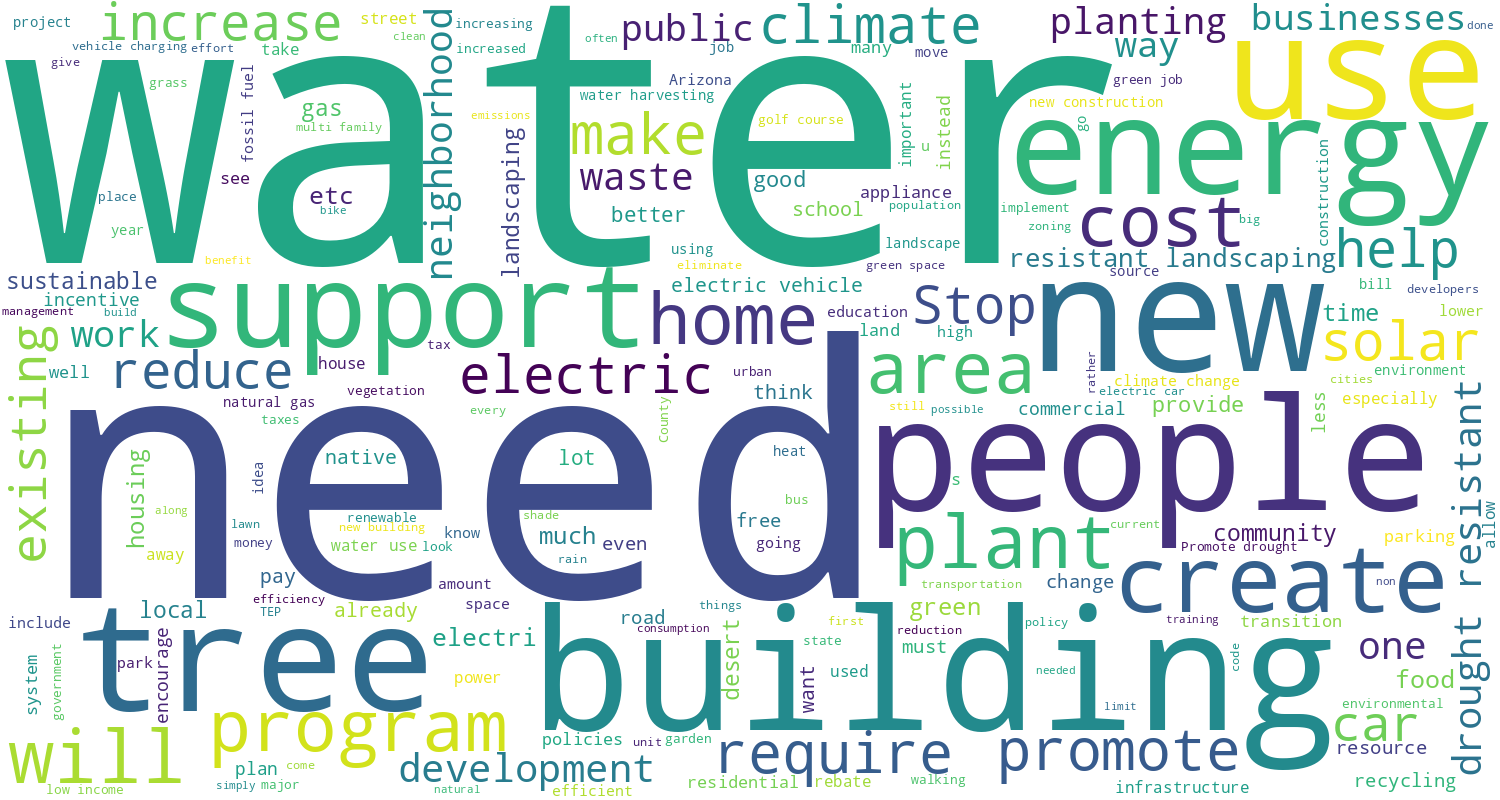 project
increase
street
increasing
public
climate
planting
businesses
done
vehicle charging
effort
take
clean
increased
often
job
many
move
way
use
give
water
grass
fossil fuel
neighborhood
gas
multi family
Arizona
water harvesting
emissions
make
golf course
important
instead
green job
new construction
go
energy
landscaping
u
see
etc
waste
good
appliance
construction
place
bike
better
school
population
implement
cost
big
year
using
landscape
zoning
help
benefit
eliminate
green space
resistant landscaping
sustainable
support
electric vehicle
source
bill
developers
incentive
management
build
home
education
Stop
new
time
lower
work
land
high
solar
tax
existing
well
reduce
house
electric
urban
area
rather
environment
vegetation
think
climate change
cities
natural gas
need
every
County
still
possible
electric car
commercial
provide
less
especially
taxes
people
drought resistant
idea
native
lot
heat
s
housing
along
bus
renewable
shade
free
plant
current
lawn
new building
know
much
going
community
parking
allow
money
water use
look
even
Promote drought
away
rain
pay
amount
transportation
change
create
non
efficiency
space
include
local
TEP
already
tree
road
things
green
first
policy
training
transition
building
electri
consumption
state
reduction
must
one
park
encourage
desert
want
used
needed
code
food
system
government
power
limit
environmental
will
program
car
policies
unit
garden
require
promote
resource
plan
come
development
low income
simply
major
natural
efficient
residential
rebate
walking
infrastructure
recycling